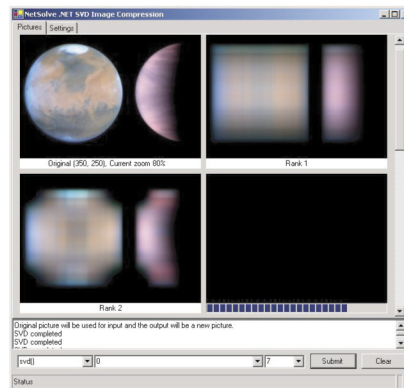 NetSolve .NET SVD Image Compression
Pictures Settings
Original (350, 250), Current zoom 80%
Rank 1
Rank 2
Original picture will be used for input and the output will be a new picture.
SVD completed
SVD completed
svd() 0 7 Submit Clear
Status